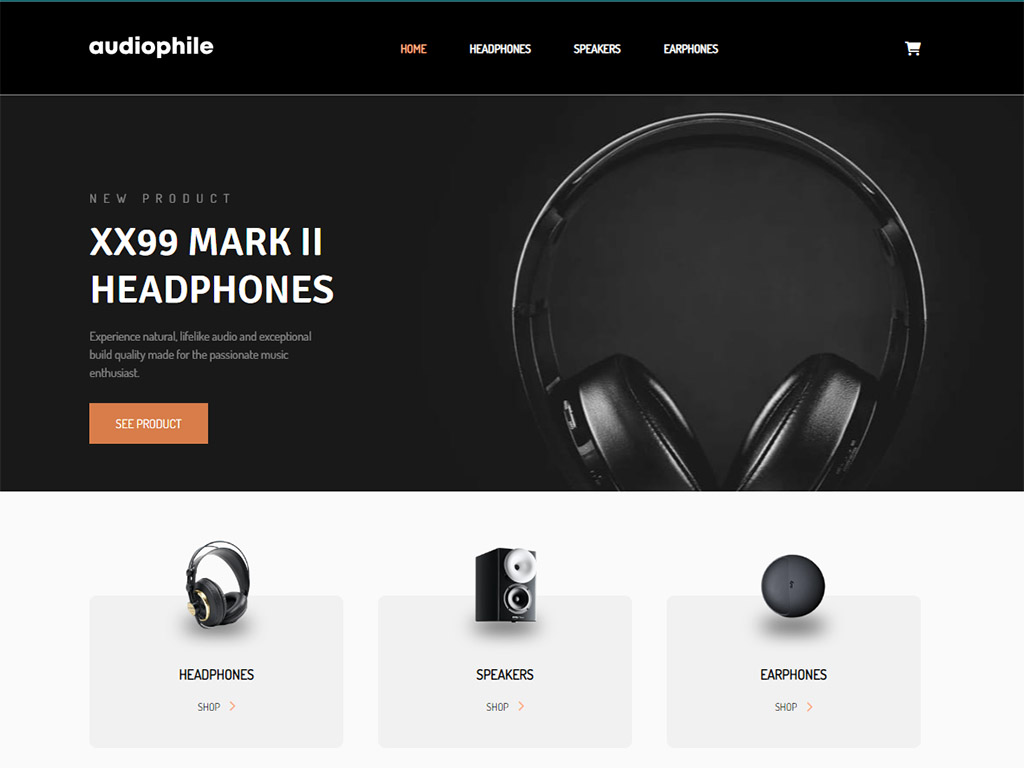 audiophile
HOME
HEADPHONES
SPEAKERS
EARPHONES
NEW PRODUCT
XX99 MARK II
HEADPHONES
Experience natural, lifelike audio and exceptional
build quality made for the passionate music
enthusiast.
SEE PRODUCT
HEADPHONES
SHOP
SPEAKERS
SHOP
EARPHONES
SHOP